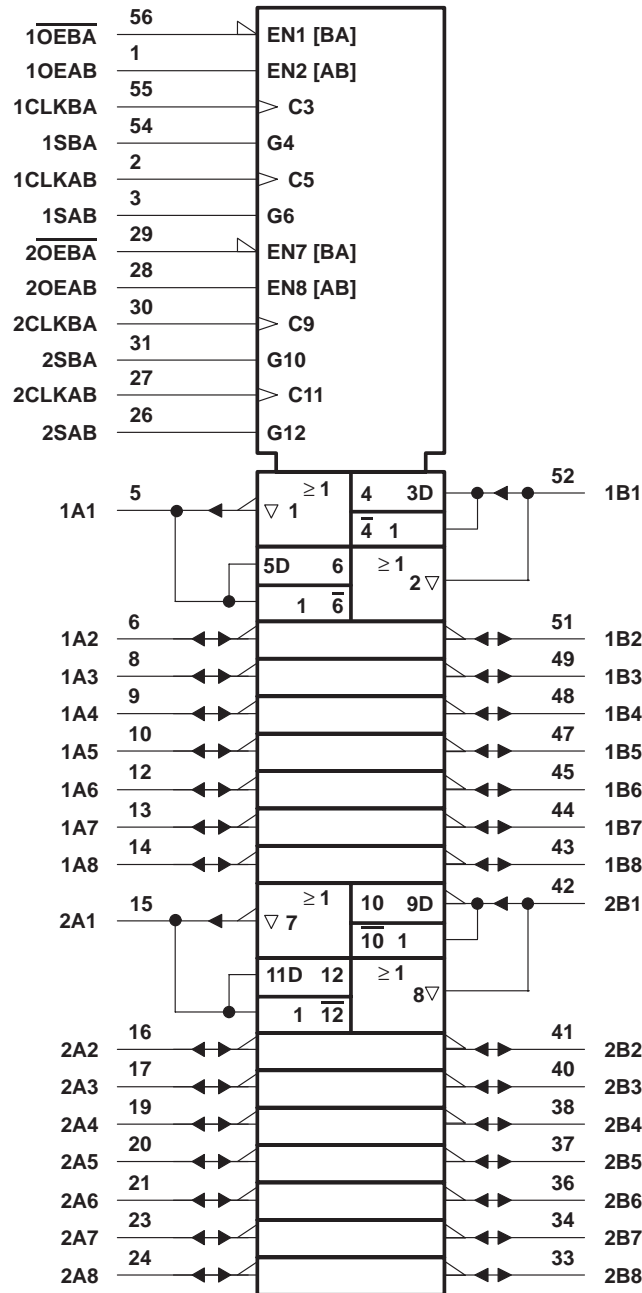 1O̅E̅B̅A̅ 56 EN1 [BA]
1OEAB 1 EN2 [AB]
1CLKBA 55 C3
1SBA 54 G4
1CLKAB 2 C5
1SAB 3 G6
2O̅E̅B̅A̅ 29 EN7 [BA]
2OEAB 28 EN8 [AB]
2CLKBA 30 C9
2SBA 31 G10
2CLKAB 27 C11
2SAB 26 G12
1A1 5 ≥ 1 ▽ 1 4 3D 52 1B1
4̅ 1
5D 6 ≥ 1 2 ▽
1 6̅
1A2 6 51 1B2
1A3 8 49 1B3
1A4 9 48 1B4
1A5 10 47 1B5
1A6 12 45 1B6
1A7 13 44 1B7
1A8 14 43 1B8
2A1 15 ≥ 1 ▽ 7 10 9D 42 2B1
1̅0̅ 1
11D 12 ≥ 1 8▽
1 1̅2̅
2A2 16 41 2B2
2A3 17 40 2B3
2A4 19 38 2B4
2A5 20 37 2B5
2A6 21 36 2B6
2A7 23 34 2B7
2A8 24 33 2B8